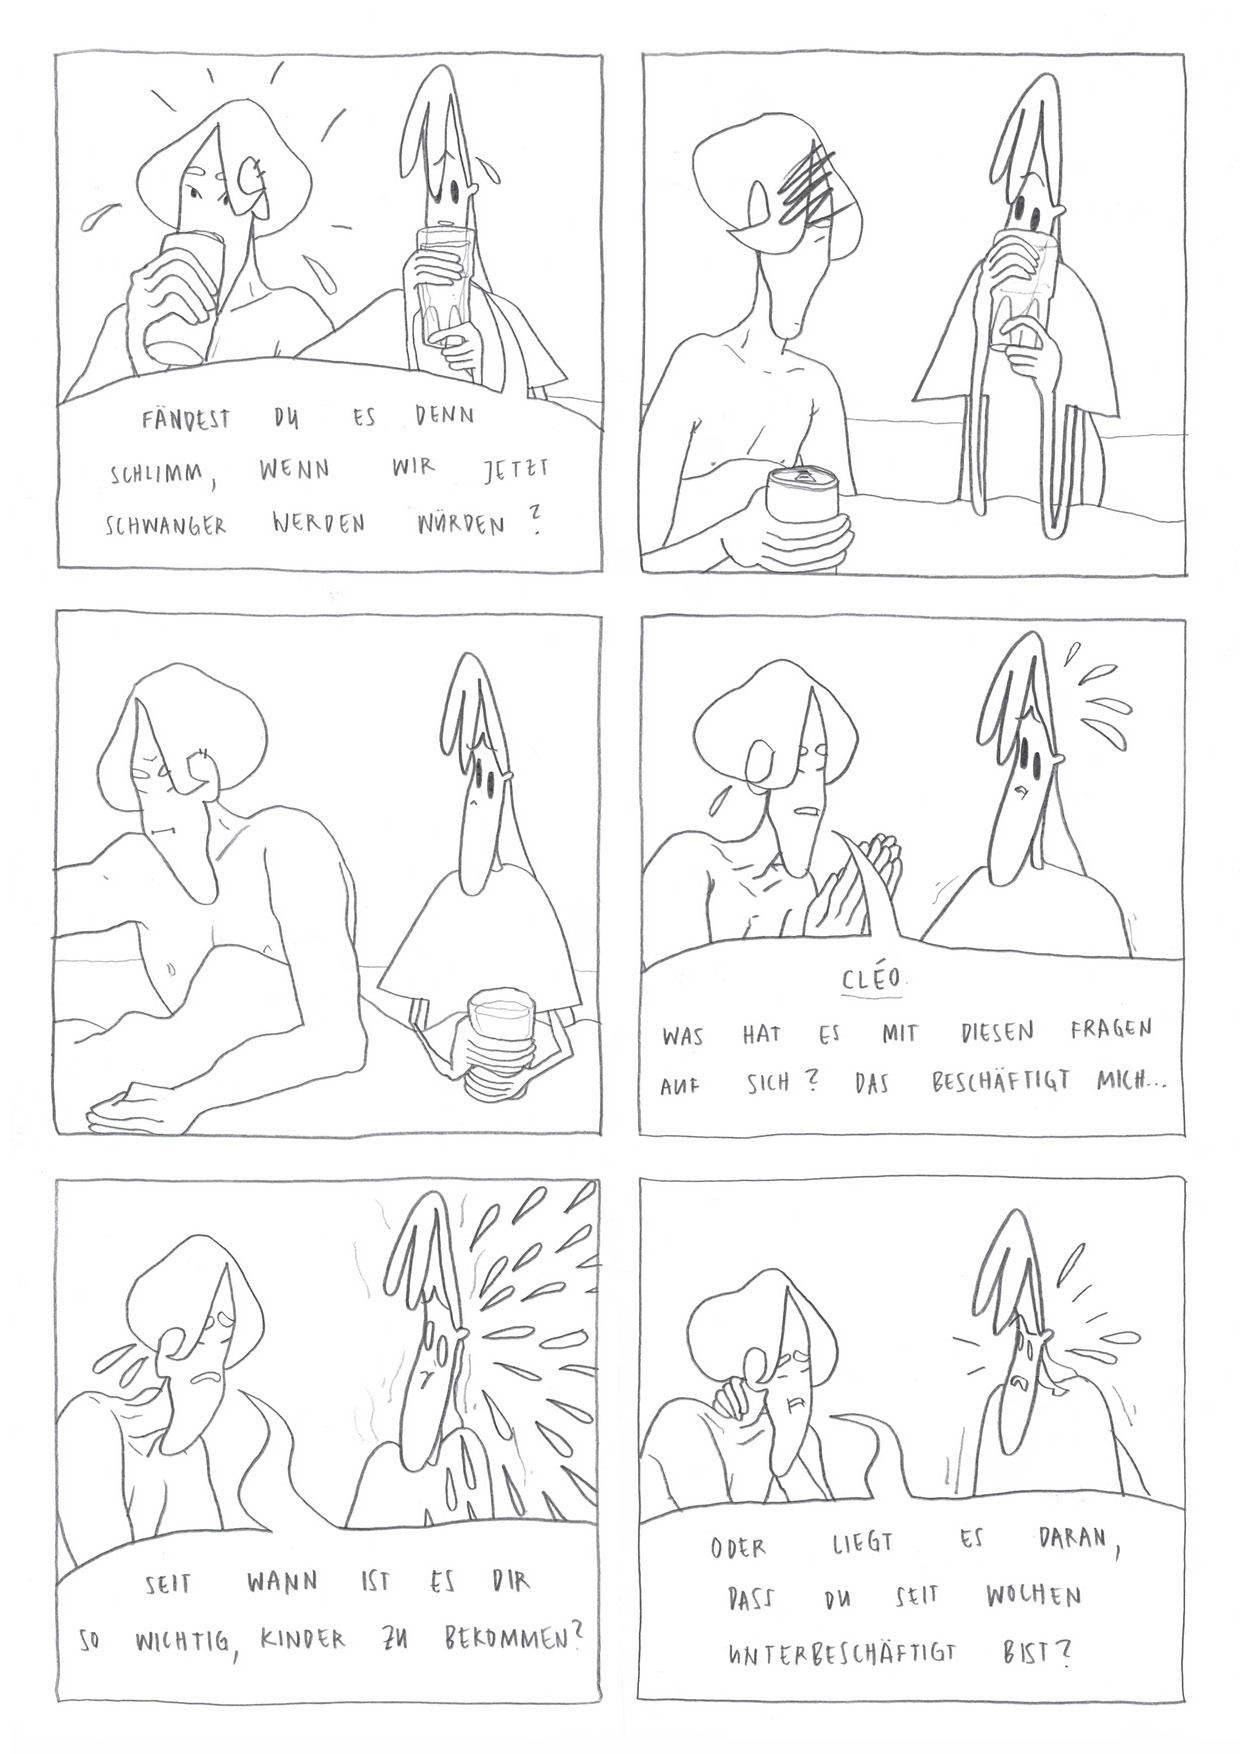 FÄNDEST DU ES DENN
SCHLIMM, WENN WIR JETZT
SCHWANGER WERDEN WÜRDEN?
CLÉO.
WAS HAT ES MIT DIESEN FRAGEN
AUF SICH? DAS BESCHÄFTIGT MICH...
SEIT WANN IST ES DIR
SO WICHTIG, KINDER ZU BEKOMMEN?
ODER LIEGT ES DARAN,
DASS DU SEIT WOCHEN
UNTERBESCHÄFTIGT BIST?